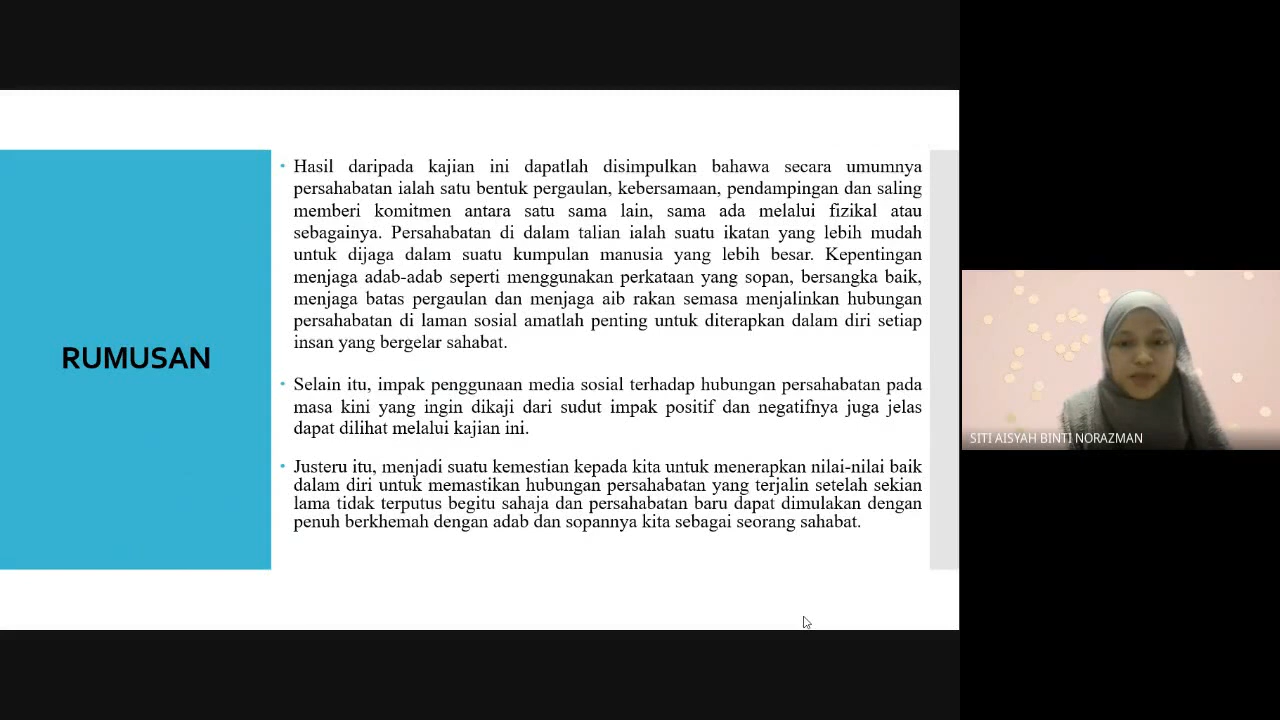 RUMUSAN
• Hasil daripada kajian ini dapatlah disimpulkan bahawa secara umumnya
persahabatan ialah satu bentuk pergaulan, kebersamaan, pendampingan dan saling
memberi komitmen antara satu sama lain, sama ada melalui fizikal atau
sebagainya. Persahabatan di dalam talian ialah suatu ikatan yang lebih mudah
untuk dijaga dalam suatu kumpulan manusia yang lebih besar. Kepentingan
menjaga adab-adab seperti menggunakan perkataan yang sopan, bersangka baik,
menjaga batas pergaulan dan menjaga aib rakan semasa menjalinkan hubungan
persahabatan di laman sosial amatlah penting untuk diterapkan dalam diri setiap
insan yang bergelar sahabat.
• Selain itu, impak penggunaan media sosial terhadap hubungan persahabatan pada
masa kini yang ingin dikaji dari sudut impak positif dan negatifnya juga jelas
dapat dilihat melalui kajian ini.
• Justeru itu, menjadi suatu kemestian kepada kita untuk menerapkan nilai-nilai baik
dalam diri untuk memastikan hubungan persahabatan yang terjalin setelah sekian
lama tidak terputus begitu sahaja dan persahabatan baru dapat dimulakan dengan
penuh berkhemah dengan adab dan sopannya kita sebagai seorang sahabat.
SITI AISYAH BINTI NORAZMAN